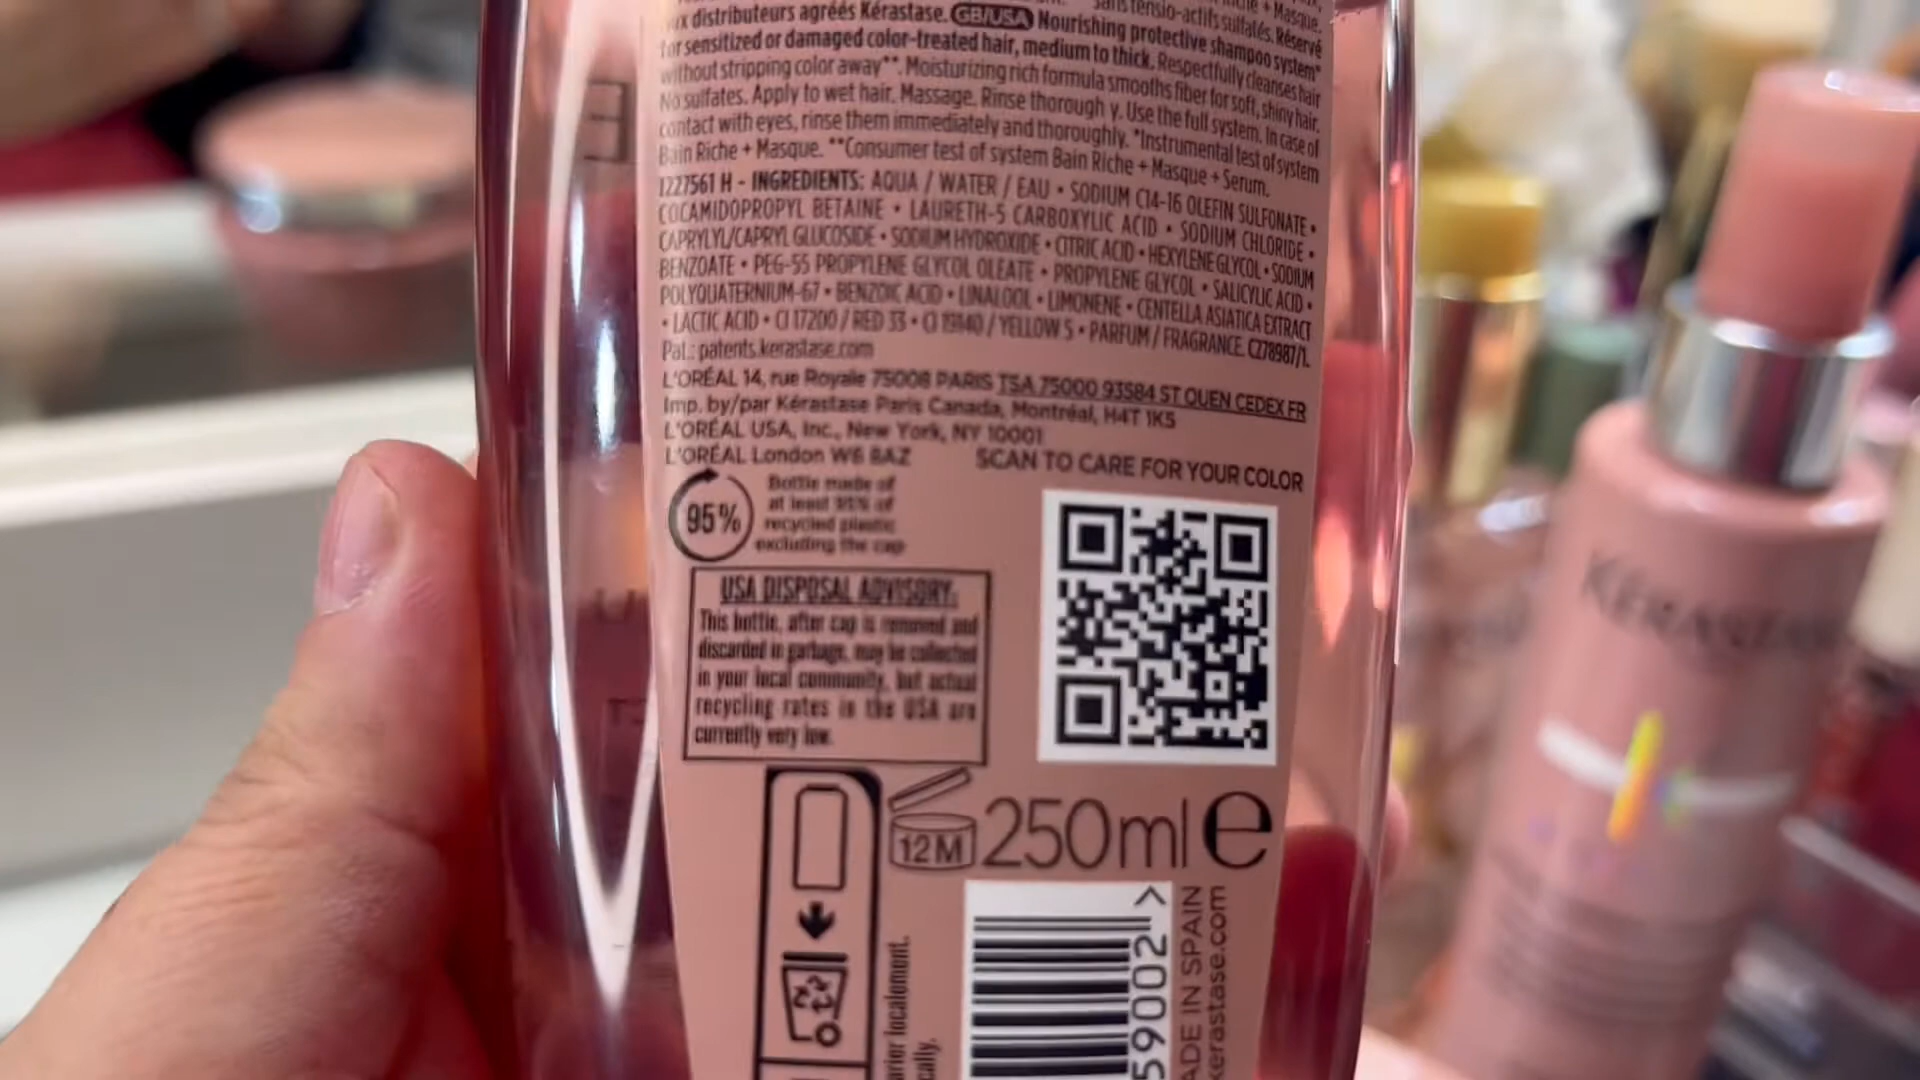 distributeurs agréés Kérastase. GB/USA Nourishing protective shampoo system*
sans tensio-actifs sulfatés. Réservé
for sensitized or damaged color-treated hair, medium to thick. Respectfully cleanses hair
without stripping color away**. Moisturizing rich formula smooths fiber for soft, shiny hair.
No sulfates. Apply to wet hair. Massage. Rinse thoroughly. Use the full system. In case of
contact with eyes, rinse them immediately and thoroughly. *Instrumental test of system
Bain Riche + Masque. **Consumer test of system Bain Riche + Masque + Serum.
1227561 H - INGREDIENTS: AQUA / WATER / EAU • SODIUM C14-16 OLEFIN SULFONATE •
COCAMIDOPROPYL BETAINE • LAURETH-5 CARBOXYLIC ACID • SODIUM CHLORIDE •
CAPRYLYL/CAPRYL GLUCOSIDE • SODIUM HYDROXIDE • CITRIC ACID • HEXYLENE GLYCOL • SODIUM
BENZOATE • PEG-55 PROPYLENE GLYCOL OLEATE • PROPYLENE GLYCOL • SALICYLIC ACID •
POLYQUATERNIUM-67 • BENZOIC ACID • LINALOOL • LIMONENE • CENTELLA ASIATICA EXTRACT
• LACTIC ACID • CI 17200 / RED 33 • CI 19140 / YELLOW 5 • PARFUM / FRAGRANCE. C278987/1.
Pat.: patents.kerastase.com
L'ORÉAL 14, rue Royale 75008 PARIS TSA 75000 93584 ST OUEN CEDEX FR
Imp. by/par Kérastase Paris Canada, Montréal, H4T 1K5
L'ORÉAL USA, Inc., New York, NY 10001
L'ORÉAL London W6 8AZ
SCAN TO CARE FOR YOUR COLOR
95%
Bottle made of
at least 95% of
recycled plastic
excluding the cap
USA DISPOSAL ADVISORY:
This bottle, after cap is removed and
discarded in garbage, may be collected
in your local community, but actual
recycling rates in the USA are
currently very low.
12M
250ml e
59002 >
ADE IN SPAIN
kerastase.com
rier localement.
cally.
KÉRASTASE